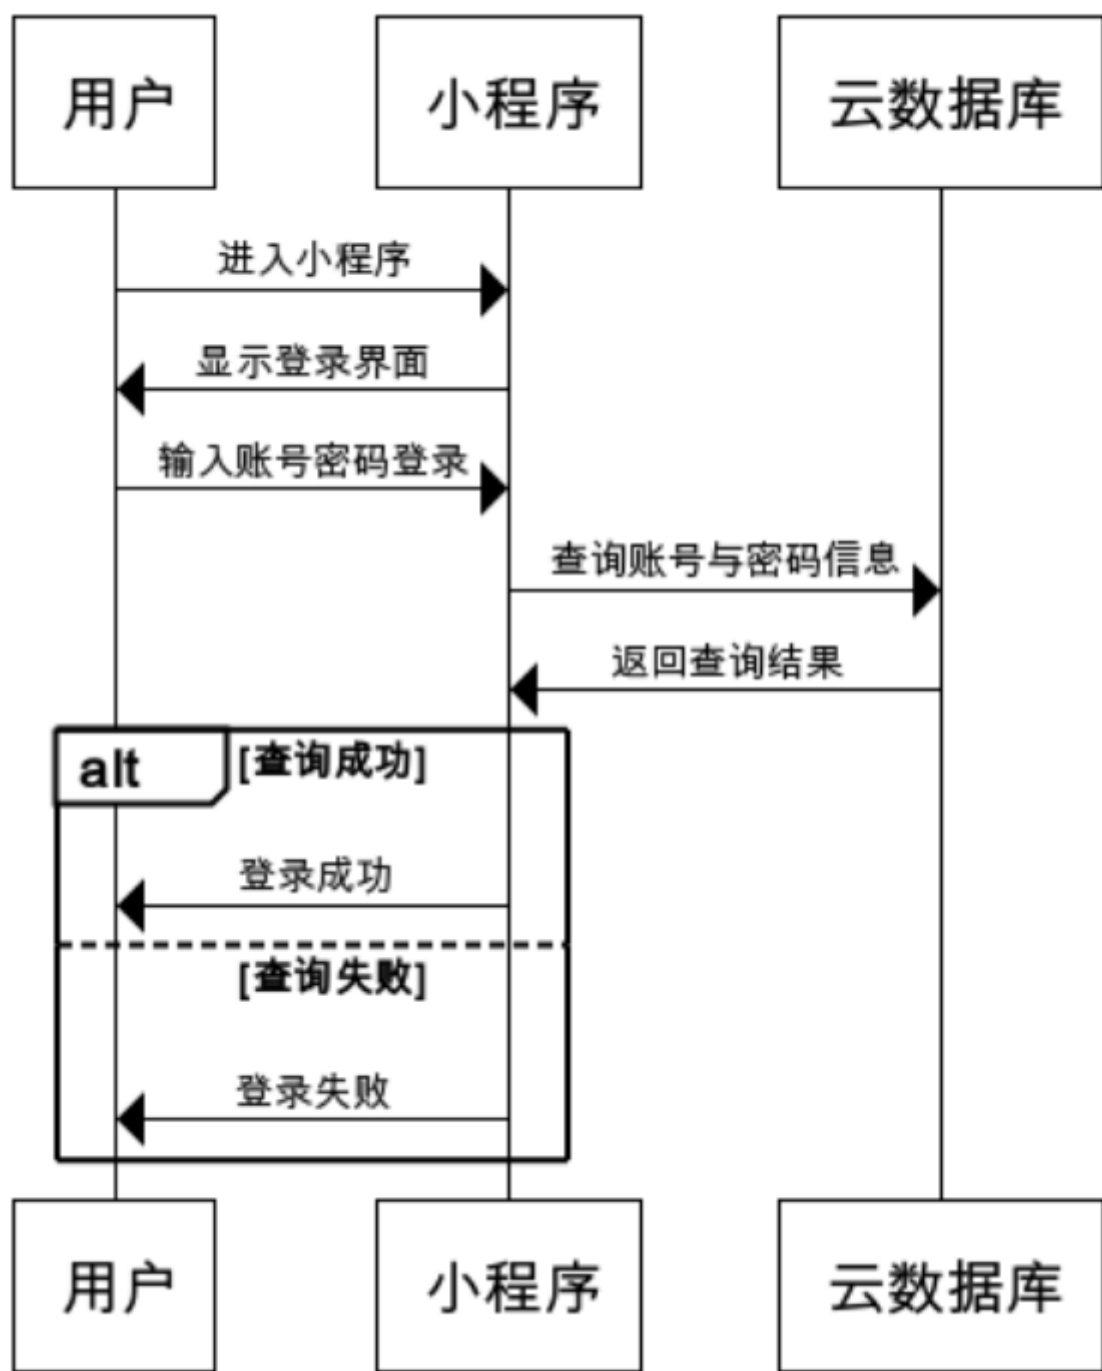 用户
小程序
云数据库
进入小程序
显示登录界面
输入账号密码登录
查询账号与密码信息
返回查询结果
alt
[查询成功]
登录成功
[查询失败]
登录失败
用户
小程序
云数据库